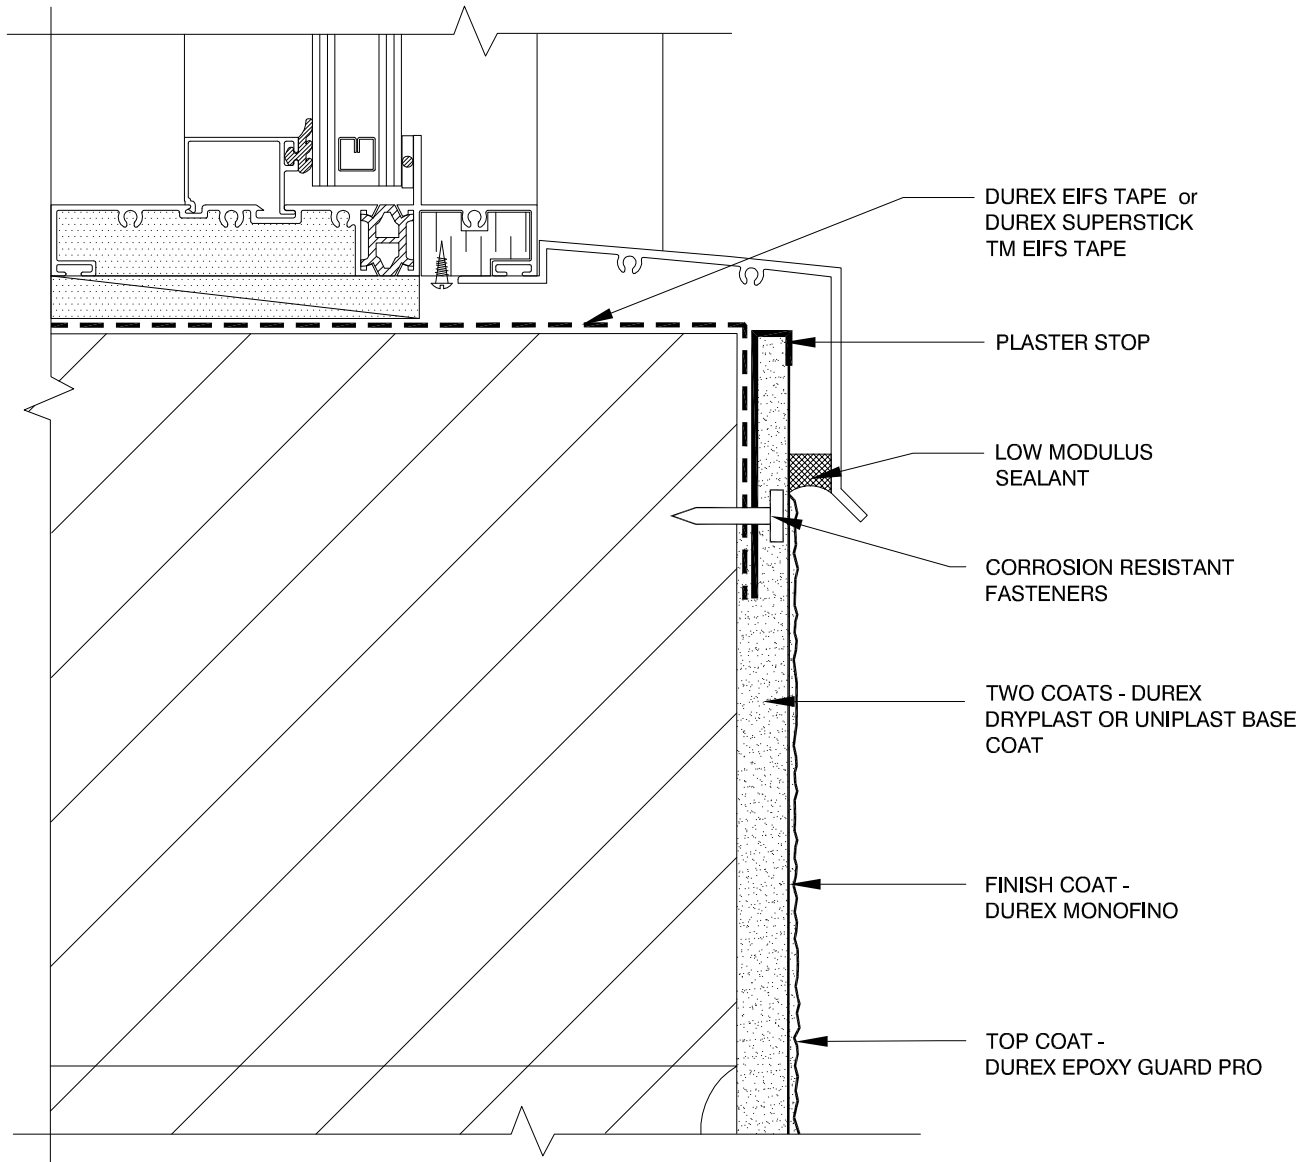 DUREX EIFS TAPE or
DUREX SUPERSTICK
TM EIFS TAPE
PLASTER STOP
LOW MODULUS
SEALANT
CORROSION RESISTANT
FASTENERS
TWO COATS - DUREX
DRYPLAST OR UNIPLAST BASE
COAT
FINISH COAT -
DUREX MONOFINO
TOP COAT -
DUREX EPOXY GUARD PRO